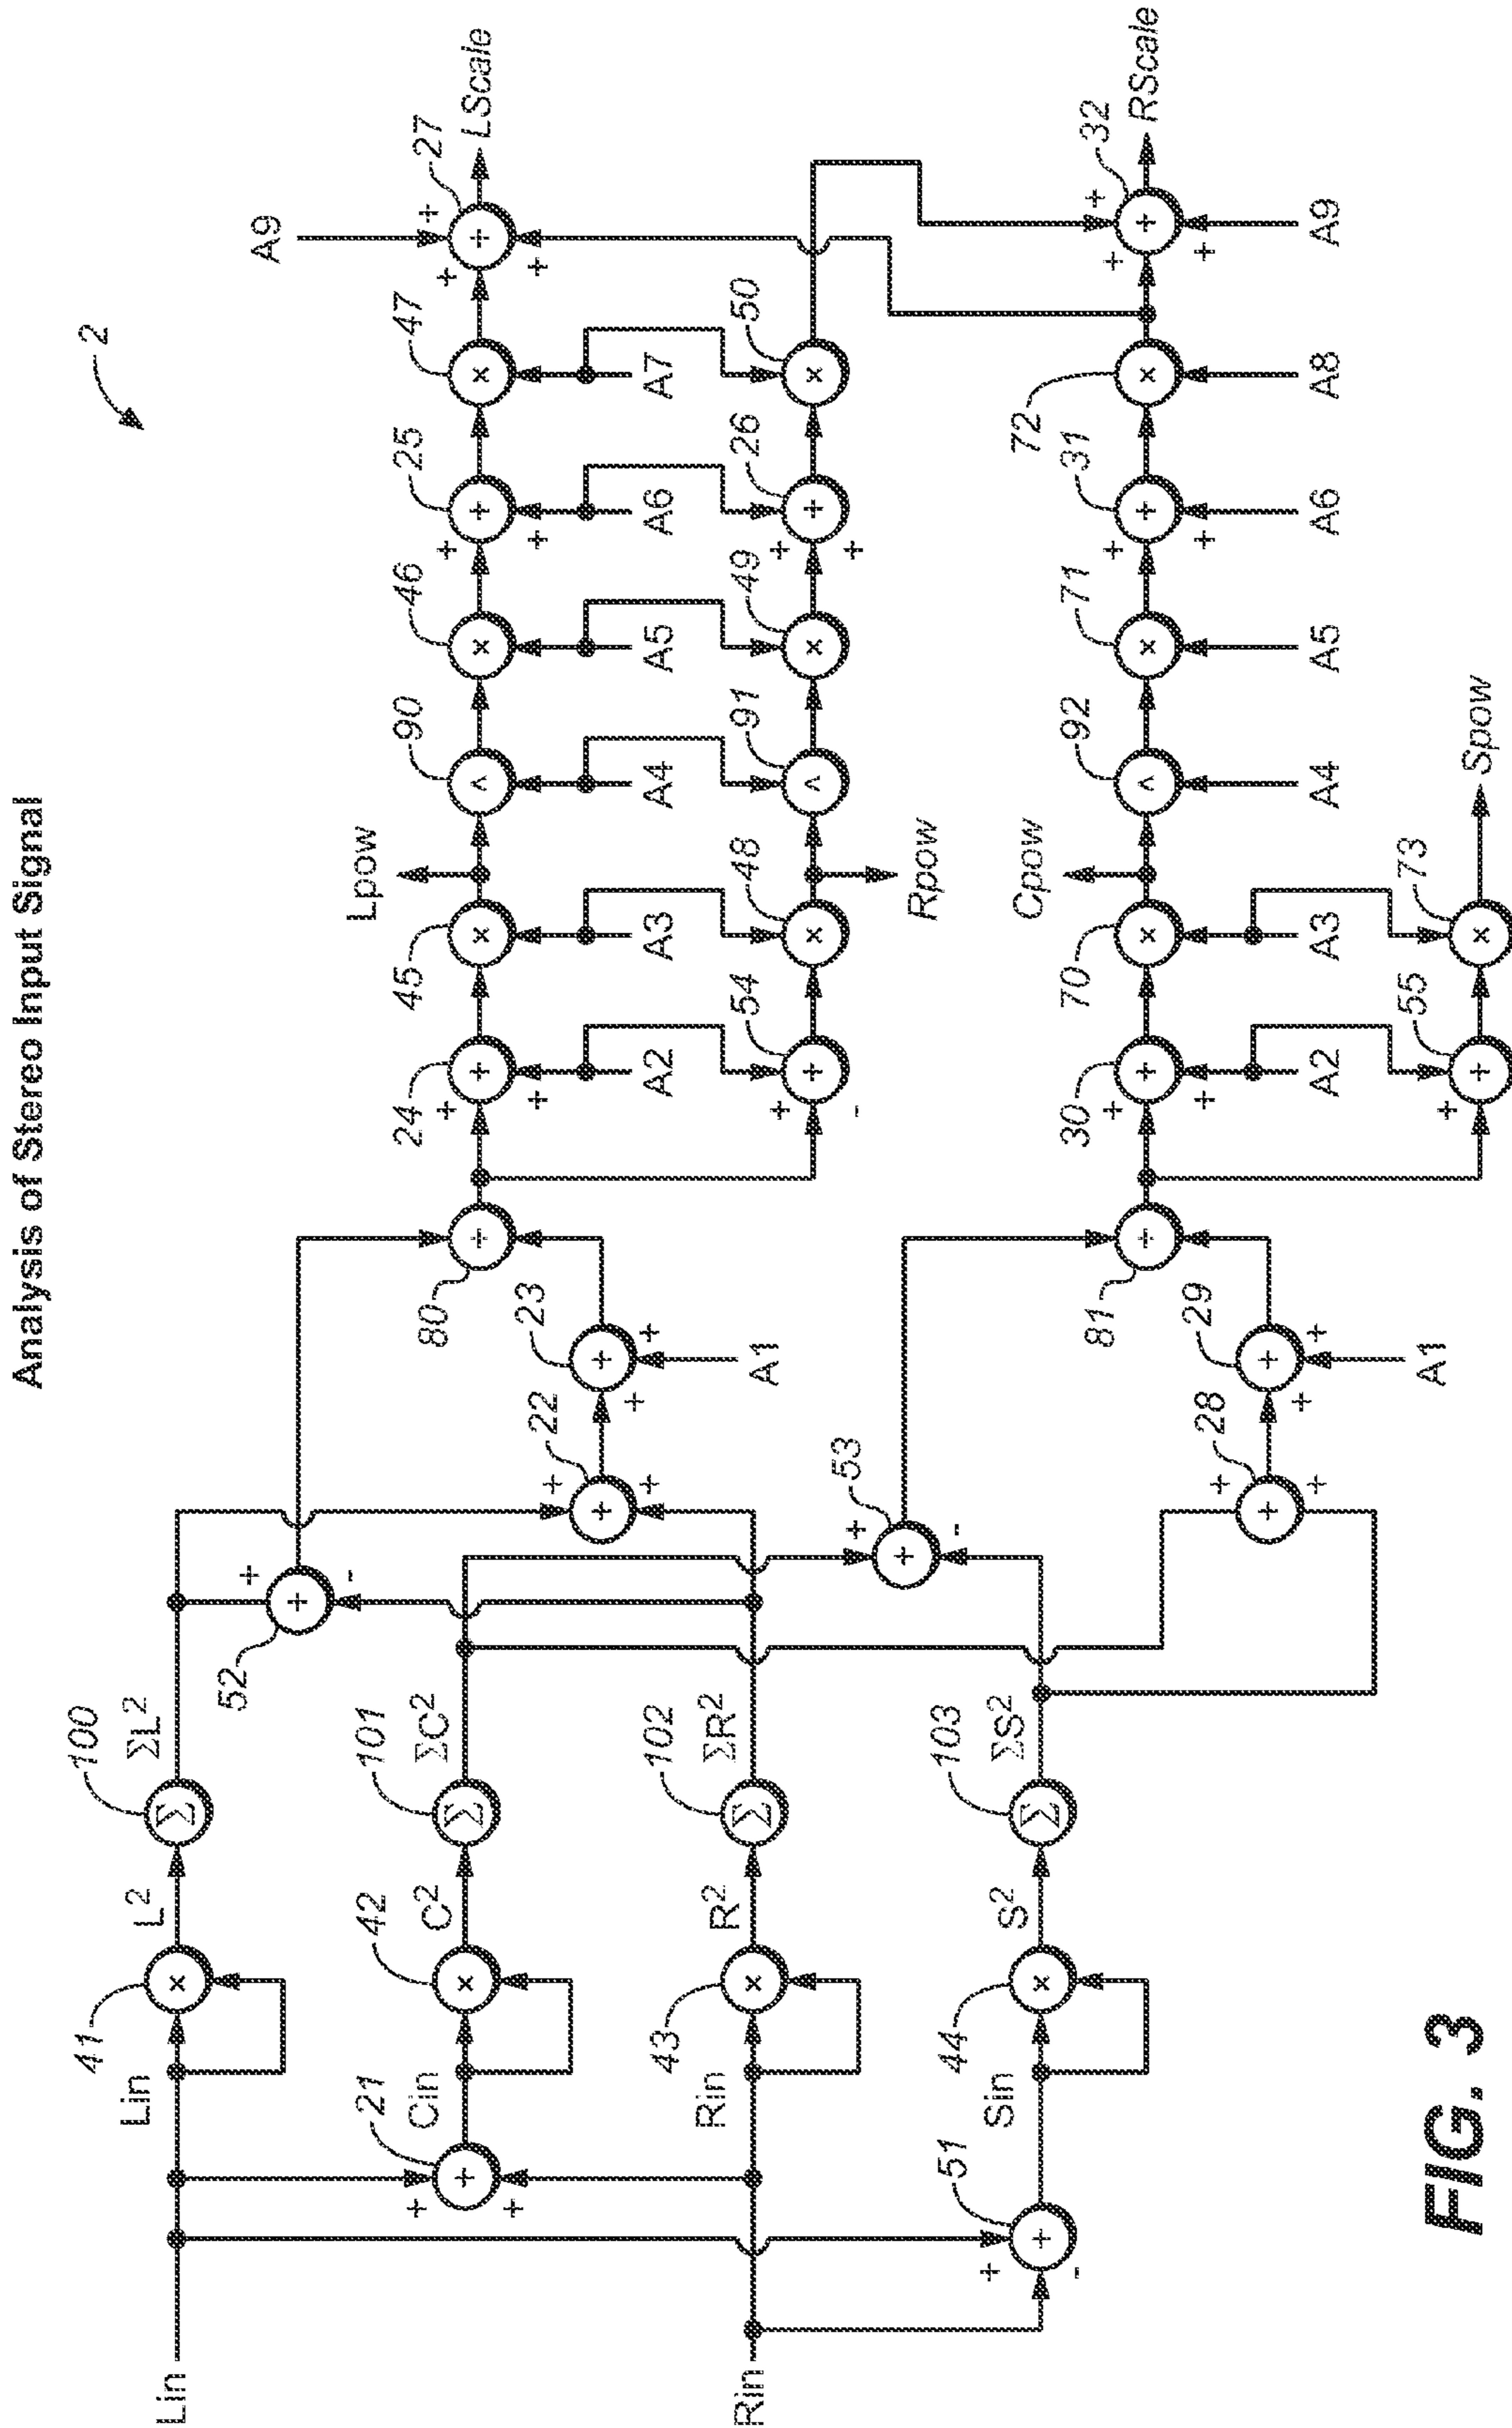 Analysis of Stereo Input Signal
2
A9
27
+
+
+
+
LScale
Lpow
24
+
+
+
45
×
90
^
46
×
25
+
+
+
47
×
A2
A3
A4
A5
A6
A7
54
+
+
-
48
×
91
^
49
×
26
+
+
+
50
×
Rpow
Cpow
30
+
+
+
70
×
92
^
71
×
31
+
+
+
72
×
32
+
+
+
+
RScale
A2
A3
A4
A5
A6
A8
A9
55
+
+
73
×
Spow
Lin
Lin
41
×
L²
100
Σ
ΣL²
52
+
+
-
80
÷
21
+
+
+
Cin
42
×
C²
101
Σ
ΣC²
22
+
+
+
23
+
+
+
A1
Rin
Rin
43
×
R²
102
Σ
ΣR²
53
+
+
-
81
÷
51
+
+
-
Sin
44
×
S²
103
Σ
ΣS²
28
+
+
+
29
+
+
+
A1
FIG. 3